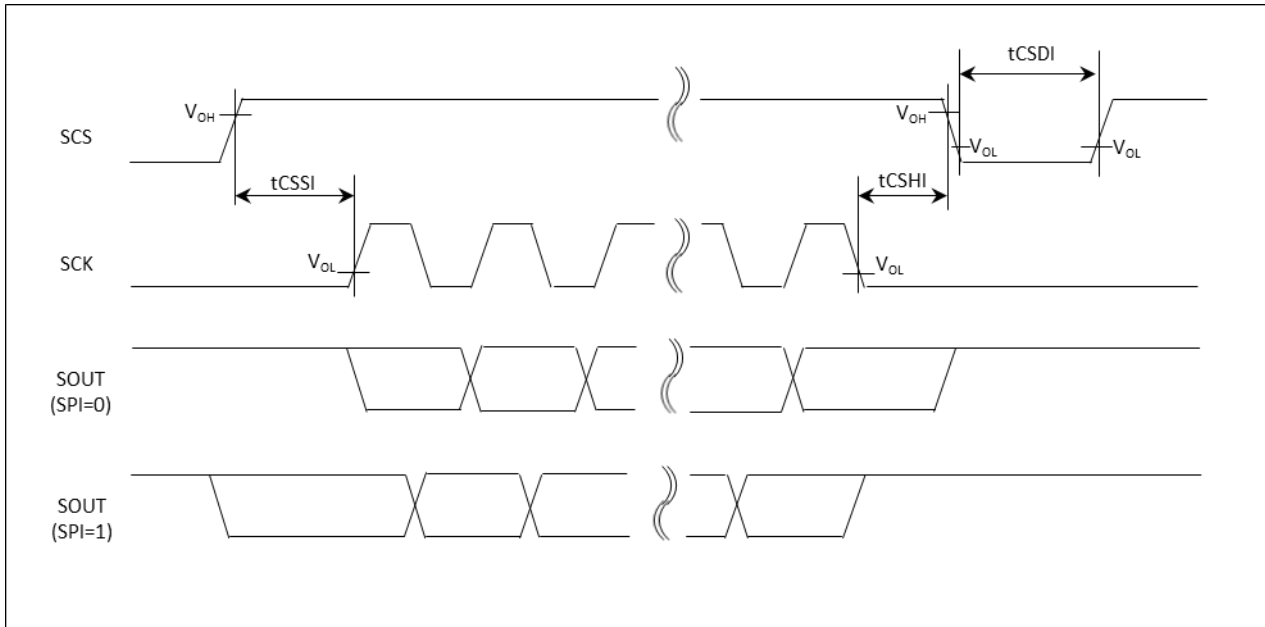 tCSDI
VOH
VOH
SCS
VOL
VOL
tCSSI
tCSHI
SCK
VOL
VOL
SOUT
(SPI=0)
SOUT
(SPI=1)